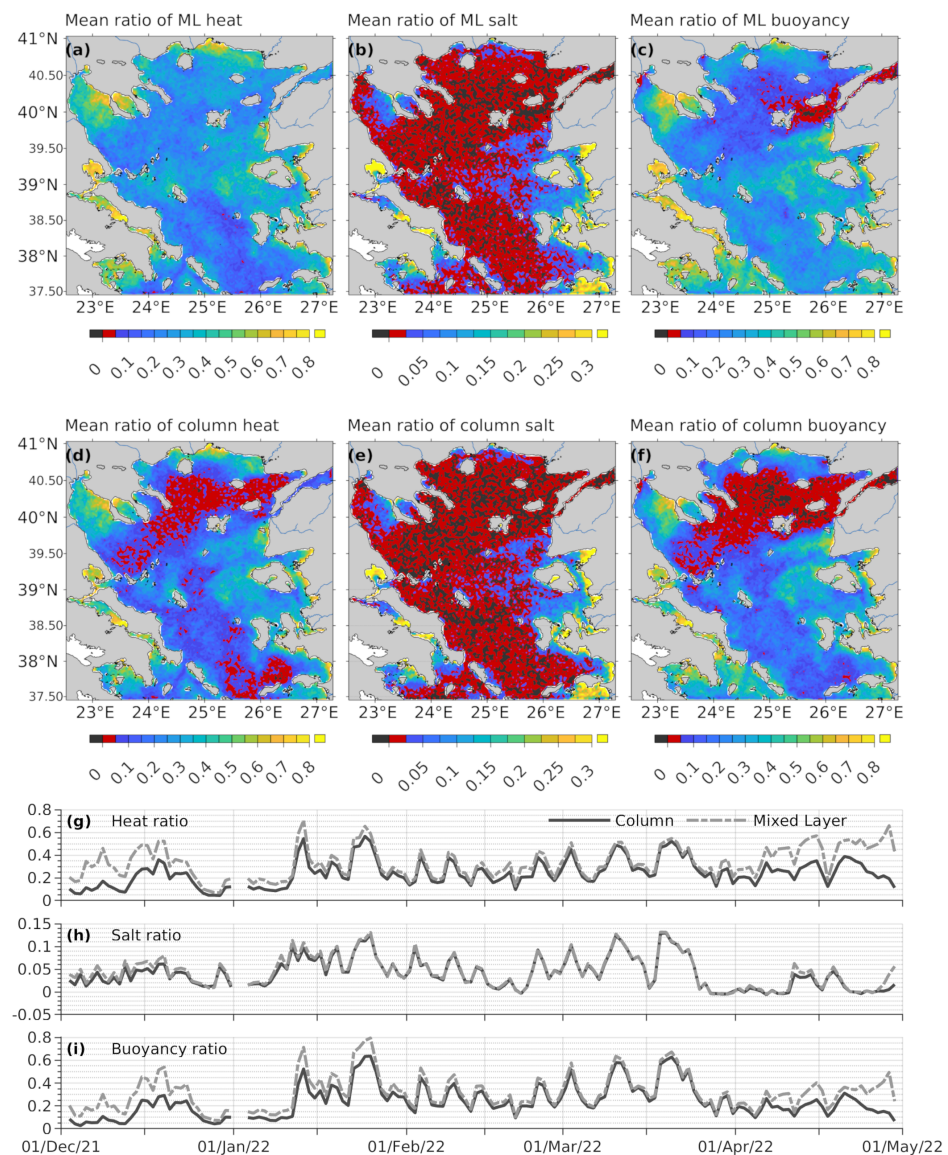 Mean ratio of ML heat Mean ratio of ML salt Mean ratio of ML buoyancy
41°N (a) (b) (c)
40.50
40°N
39.50
39°N
38.50
38°N
37.50
23°E 24°E 25°E 26°E 27°E 23°E 24°E 25°E 26°E 27°E 23°E 24°E 25°E 26°E 27°E
0 0.1 0.2 0.3 0.4 0.5 0.6 0.7 0.8 0 0.05 0.1 0.15 0.2 0.25 0.3 0 0.1 0.2 0.3 0.4 0.5 0.6 0.7 0.8
Mean ratio of column heat Mean ratio of column salt Mean ratio of column buoyancy
41°N (d) (e) (f)
40.50
40°N
39.50
39°N
38.50
38°N
37.50
23°E 24°E 25°E 26°E 27°E 23°E 24°E 25°E 26°E 27°E 23°E 24°E 25°E 26°E 27°E
0 0.1 0.2 0.3 0.4 0.5 0.6 0.7 0.8 0 0.05 0.1 0.15 0.2 0.25 0.3 0 0.1 0.2 0.3 0.4 0.5 0.6 0.7 0.8
0.8 (g) Heat ratio Column Mixed Layer
0.6
0.4
0.2
0
0.15
(h) Salt ratio
0.1
0.05
0
-0.05
0.8
(i) Buoyancy ratio
0.6
0.4
0.2
0
01/Dec/21 01/Jan/22 01/Feb/22 01/Mar/22 01/Apr/22 01/May/22